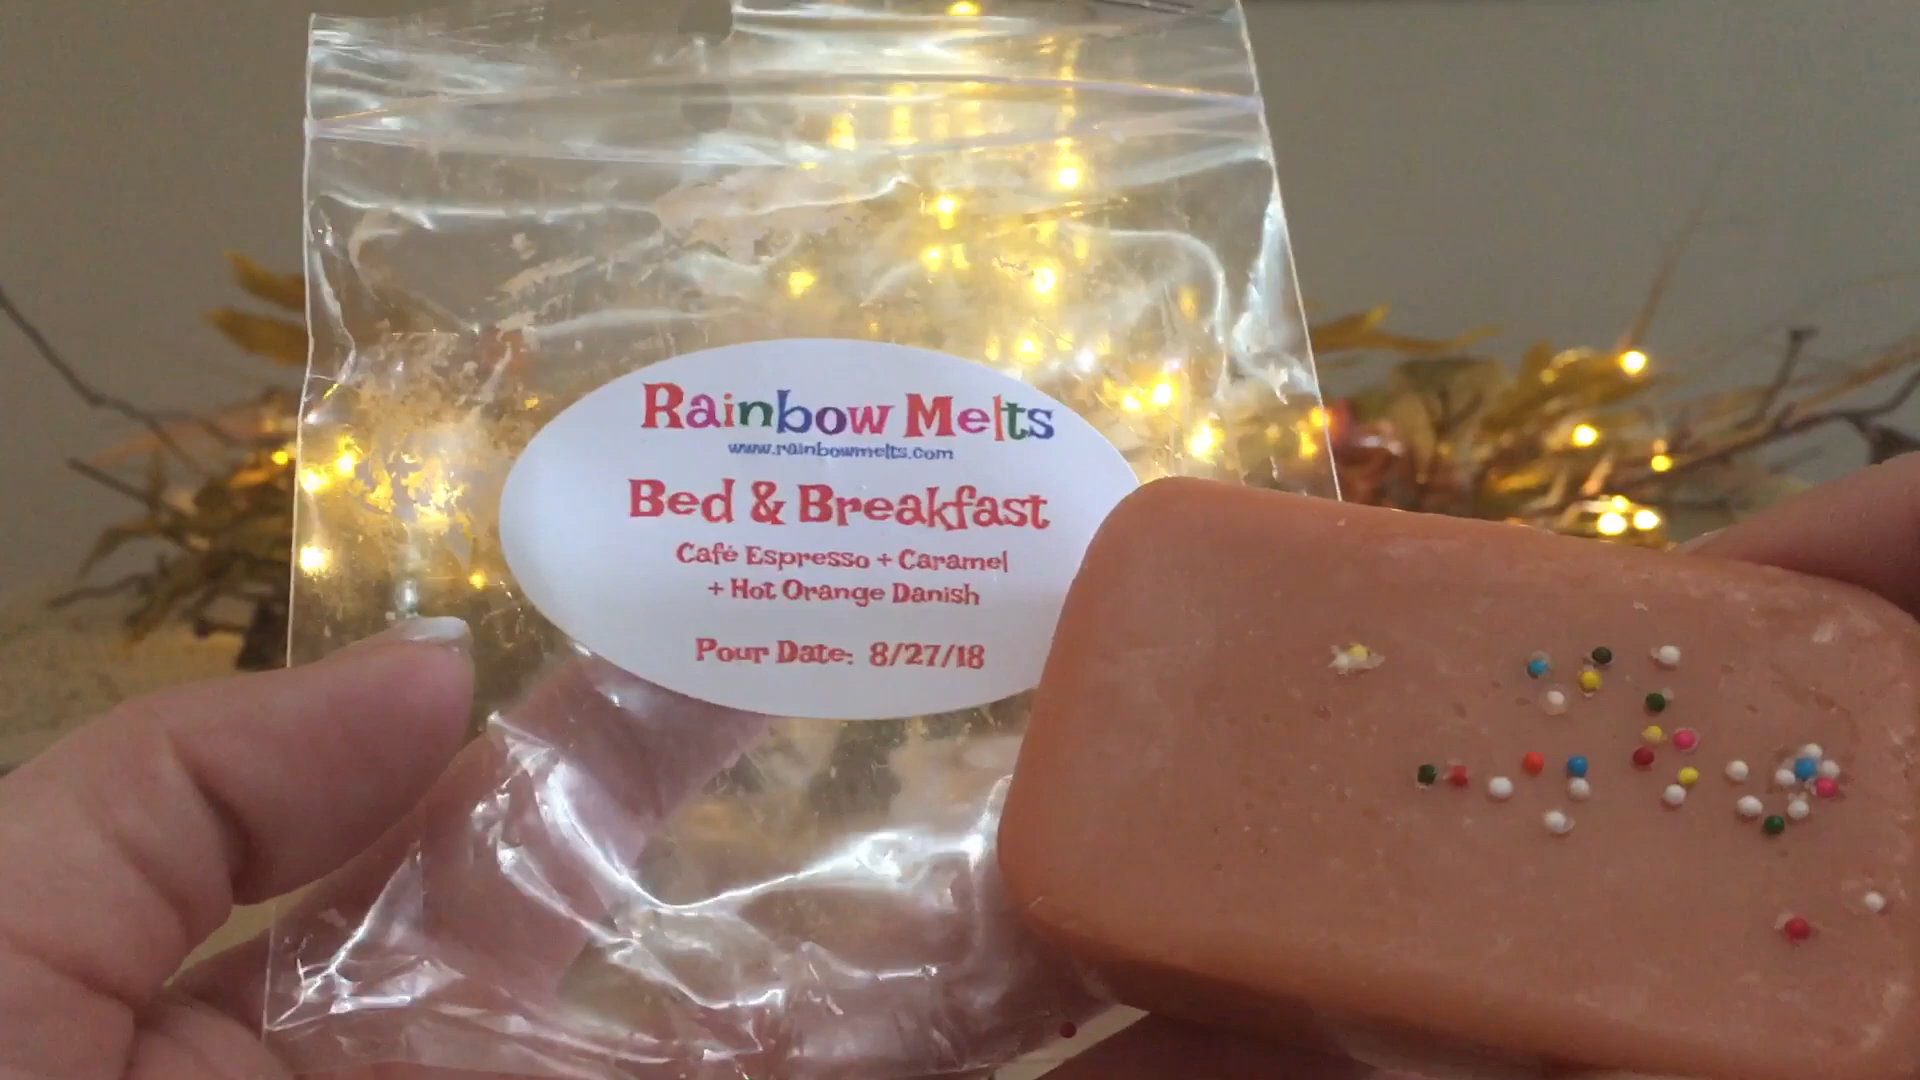 Rainbow Melts
www.rainbowmelts.com
Bed & Breakfast
Café Espresso + Caramel
+ Hot Orange Danish
Pour Date: 8/27/18